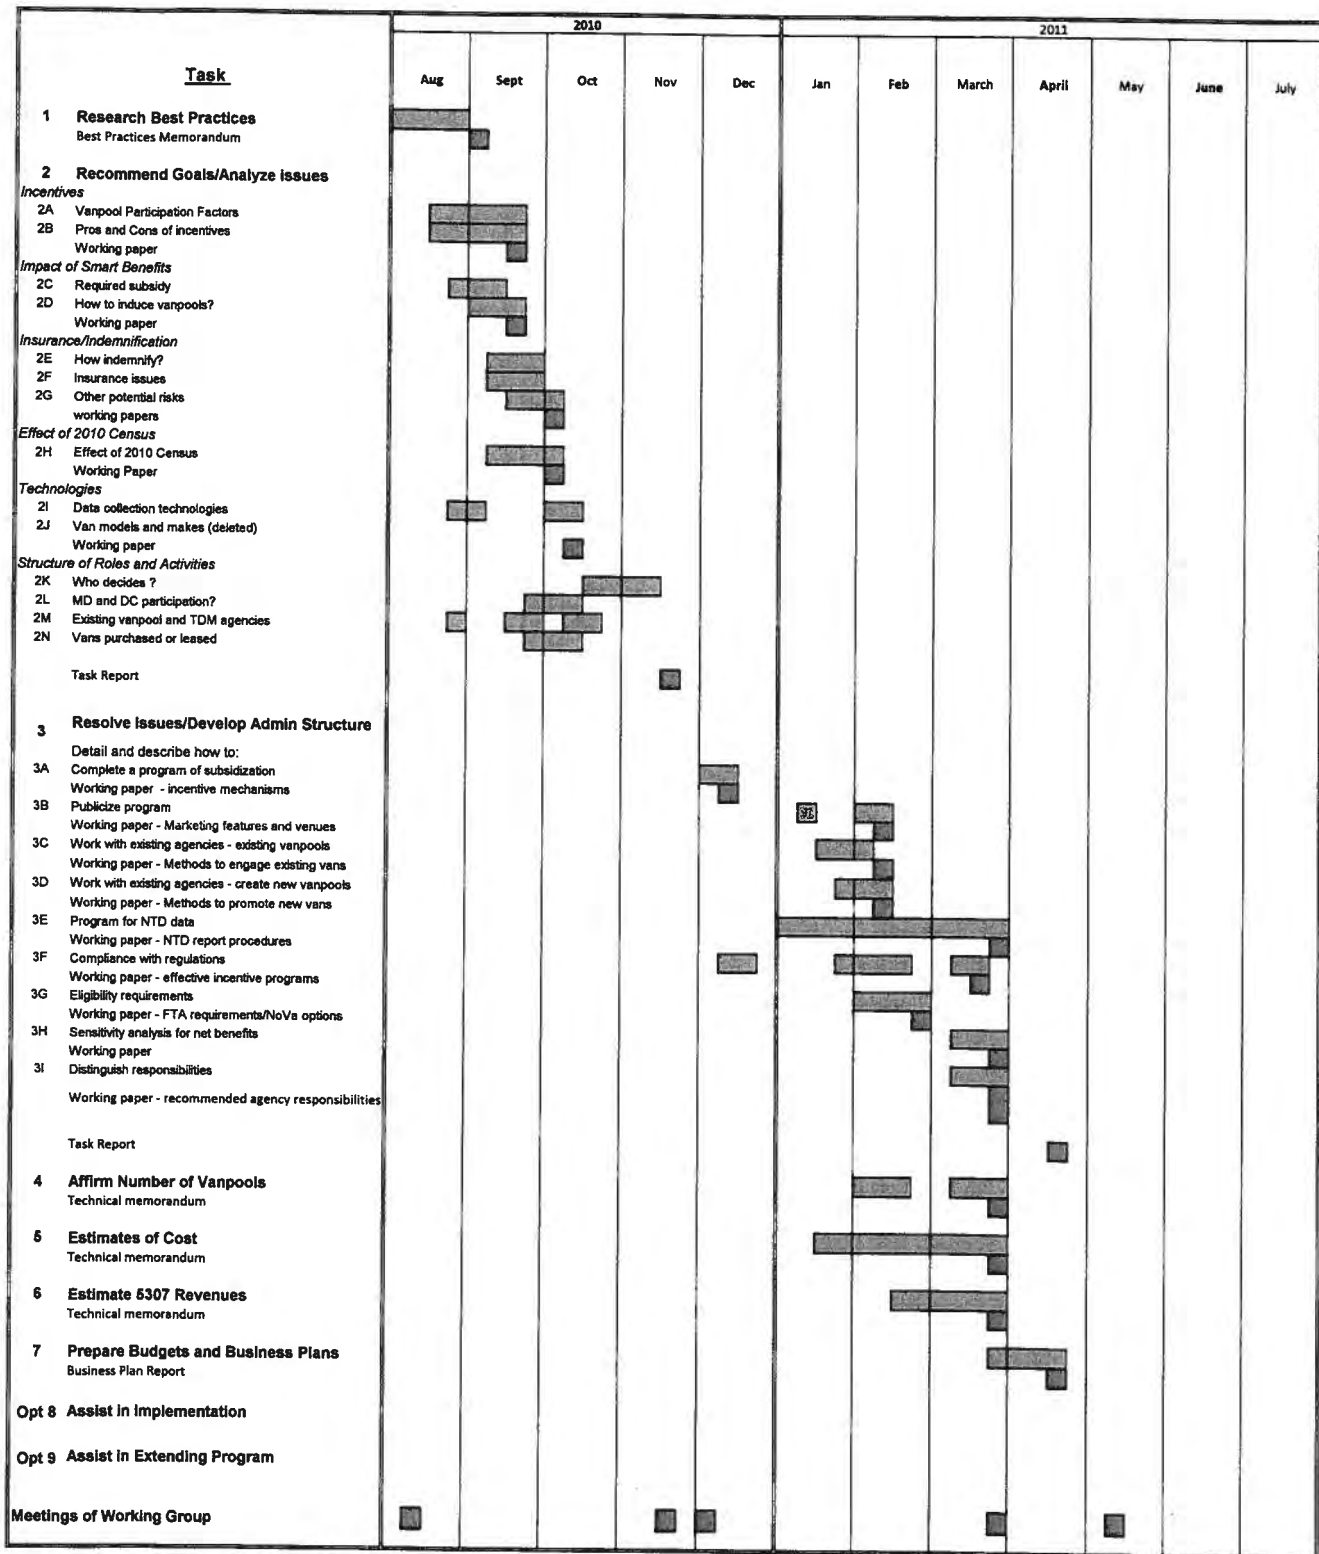 2010
2011
Task
Aug
Sept
Oct
Nov
Dec
Jan
Feb
March
April
May
June
July
1 Research Best Practices
Best Practices Memorandum
2 Recommend Goals/Analyze issues
Incentives
2A Vanpool Participation Factors
2B Pros and Cons of incentives
Working paper
Impact of Smart Benefits
2C Required subsidy
2D How to induce vanpools?
Working paper
Insurance/Indemnification
2E How indemnify?
2F Insurance issues
2G Other potential risks
working papers
Effect of 2010 Census
2H Effect of 2010 Census
Working Paper
Technologies
2I Data collection technologies
2J Van models and makes (deleted)
Working paper
Structure of Roles and Activities
2K Who decides ?
2L MD and DC participation?
2M Existing vanpool and TDM agencies
2N Vans purchased or leased
Task Report
3 Resolve Issues/Develop Admin Structure
Detail and describe how to:
3A Complete a program of subsidization
Working paper - incentive mechanisms
3B Publicize program
Working paper - Marketing features and venues
3C Work with existing agencies - existing vanpools
Working paper - Methods to engage existing vans
3D Work with existing agencies - create new vanpools
Working paper - Methods to promote new vans
3E Program for NTD data
Working paper - NTD report procedures
3F Compliance with regulations
Working paper - effective incentive programs
3G Eligibility requirements
Working paper - FTA requirements/NoVa options
3H Sensitivity analysis for net benefits
Working paper
3I Distinguish responsibilities
Working paper - recommended agency responsibilities
Task Report
4 Affirm Number of Vanpools
Technical memorandum
5 Estimates of Cost
Technical memorandum
6 Estimate 5307 Revenues
Technical memorandum
7 Prepare Budgets and Business Plans
Business Plan Report
Opt 8 Assist in Implementation
Opt 9 Assist in Extending Program
Meetings of Working Group